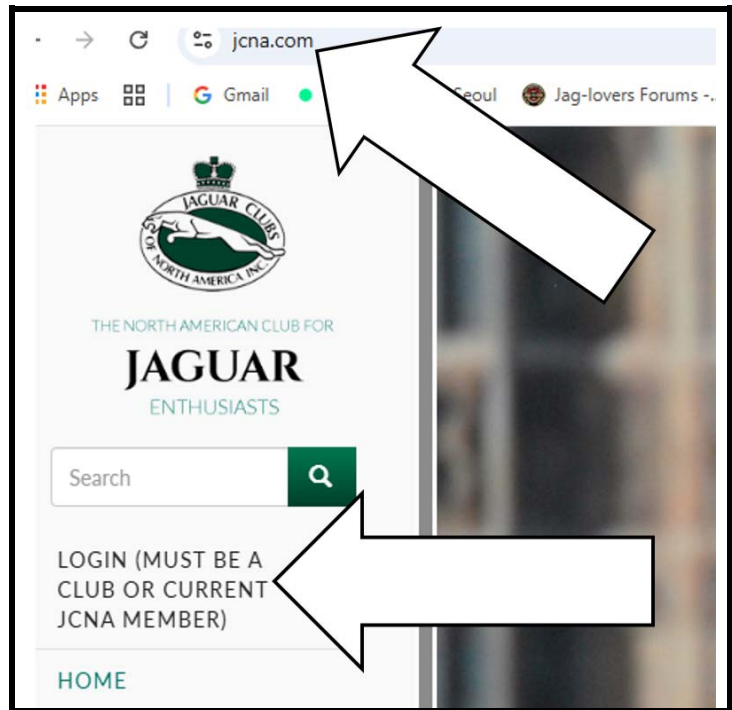 jcna.com
Apps Gmail Seoul Jag-lovers Forums -..
JAGUAR CLUBS
OF NORTH AMERICA INC.
THE NORTH AMERICAN CLUB FOR
JAGUAR
ENTHUSIASTS
Search
LOGIN (MUST BE A
CLUB OR CURRENT
JCNA MEMBER)
HOME